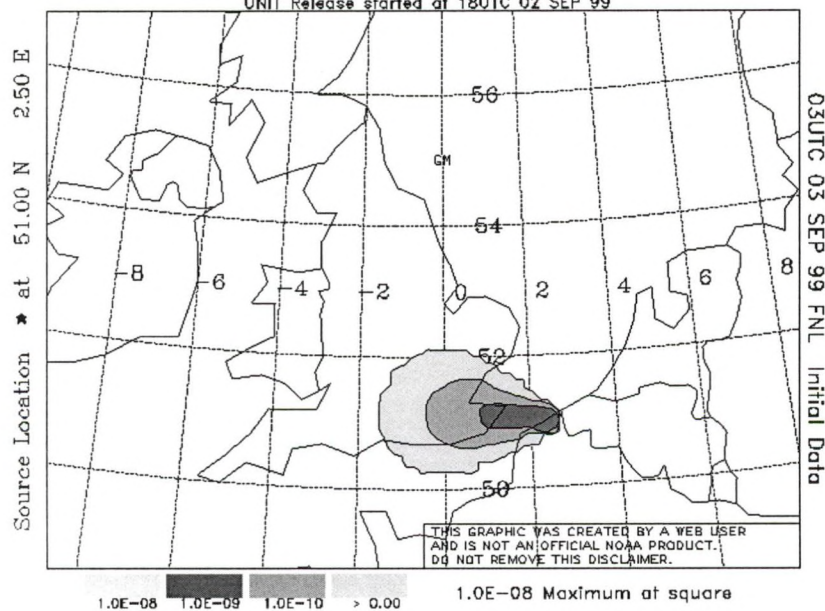 UNIT Release started at 18UTC 02 SEP 99
Source Location * at 51.00 N 2.50 E
03UTC 03 SEP 99 FNL Initial Data
56
GM
54
-8
-6
-4
-2
0
2
4
6
8
52
50
THIS GRAPHIC WAS CREATED BY A WEB USER
AND IS NOT AN OFFICIAL NOAA PRODUCT.
DO NOT REMOVE THIS DISCLAIMER.
1.0E-08 1.0E-09 1.0E-10 > 0.00
1.0E-08 Maximum at square